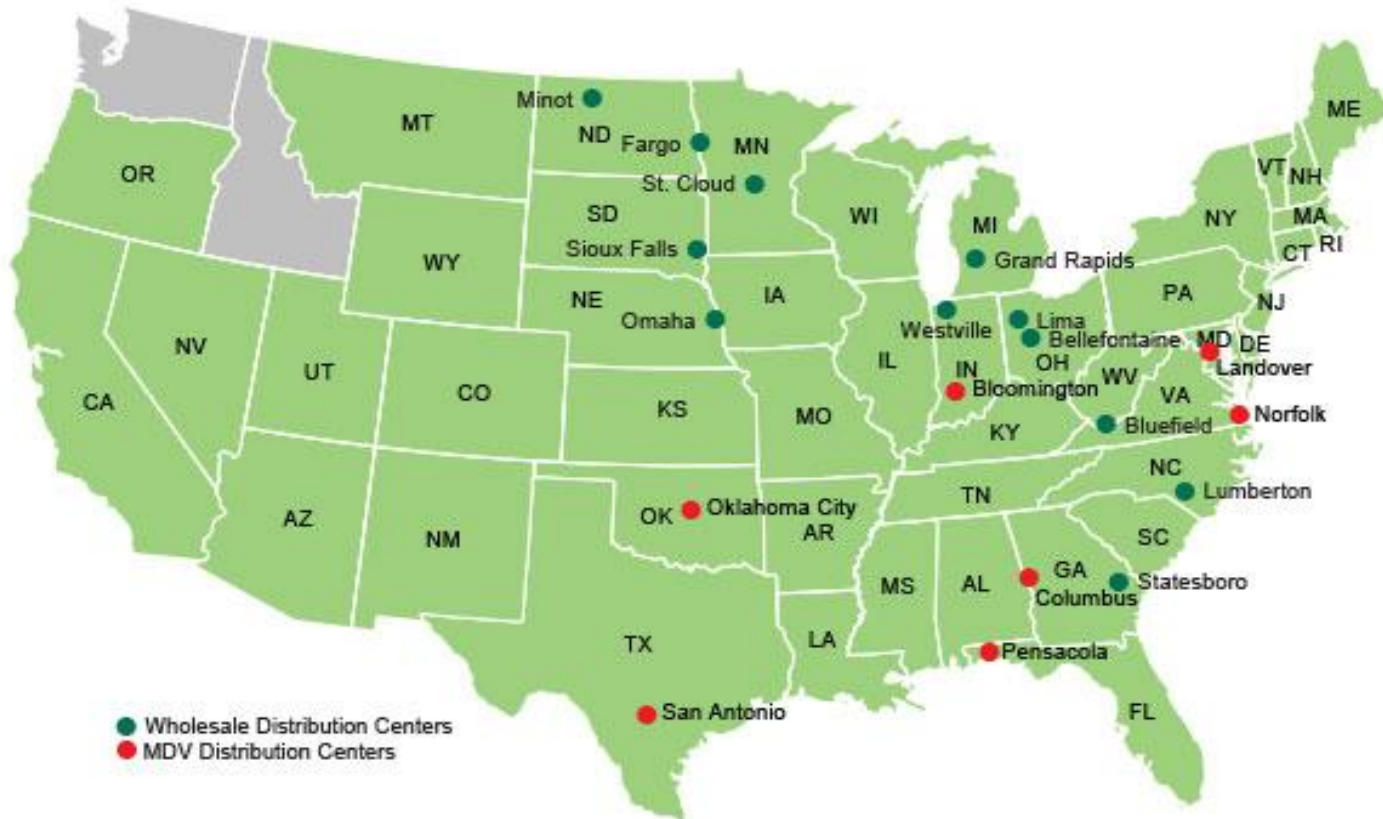 Minot
MT
ND
ME
Fargo
MN
OR
VT
St. Cloud
NH
SD
WI
MI
NY
MA
Sioux Falls
RI
CT
WY
Grand Rapids
NE
IA
PA
NJ
Omaha
Westville
Lima
Bellefontaine
MD
DE
NV
UT
IL
IN
OH
WV
Landover
CO
Bloomington
VA
CA
KS
MO
Norfolk
KY
Bluefield
NC
Lumberton
TN
AZ
OK
Oklahoma City
AR
NM
SC
MS
AL
GA
Statesboro
Columbus
TX
LA
Pensacola
San Antonio
FL
Wholesale Distribution Centers
MDV Distribution Centers